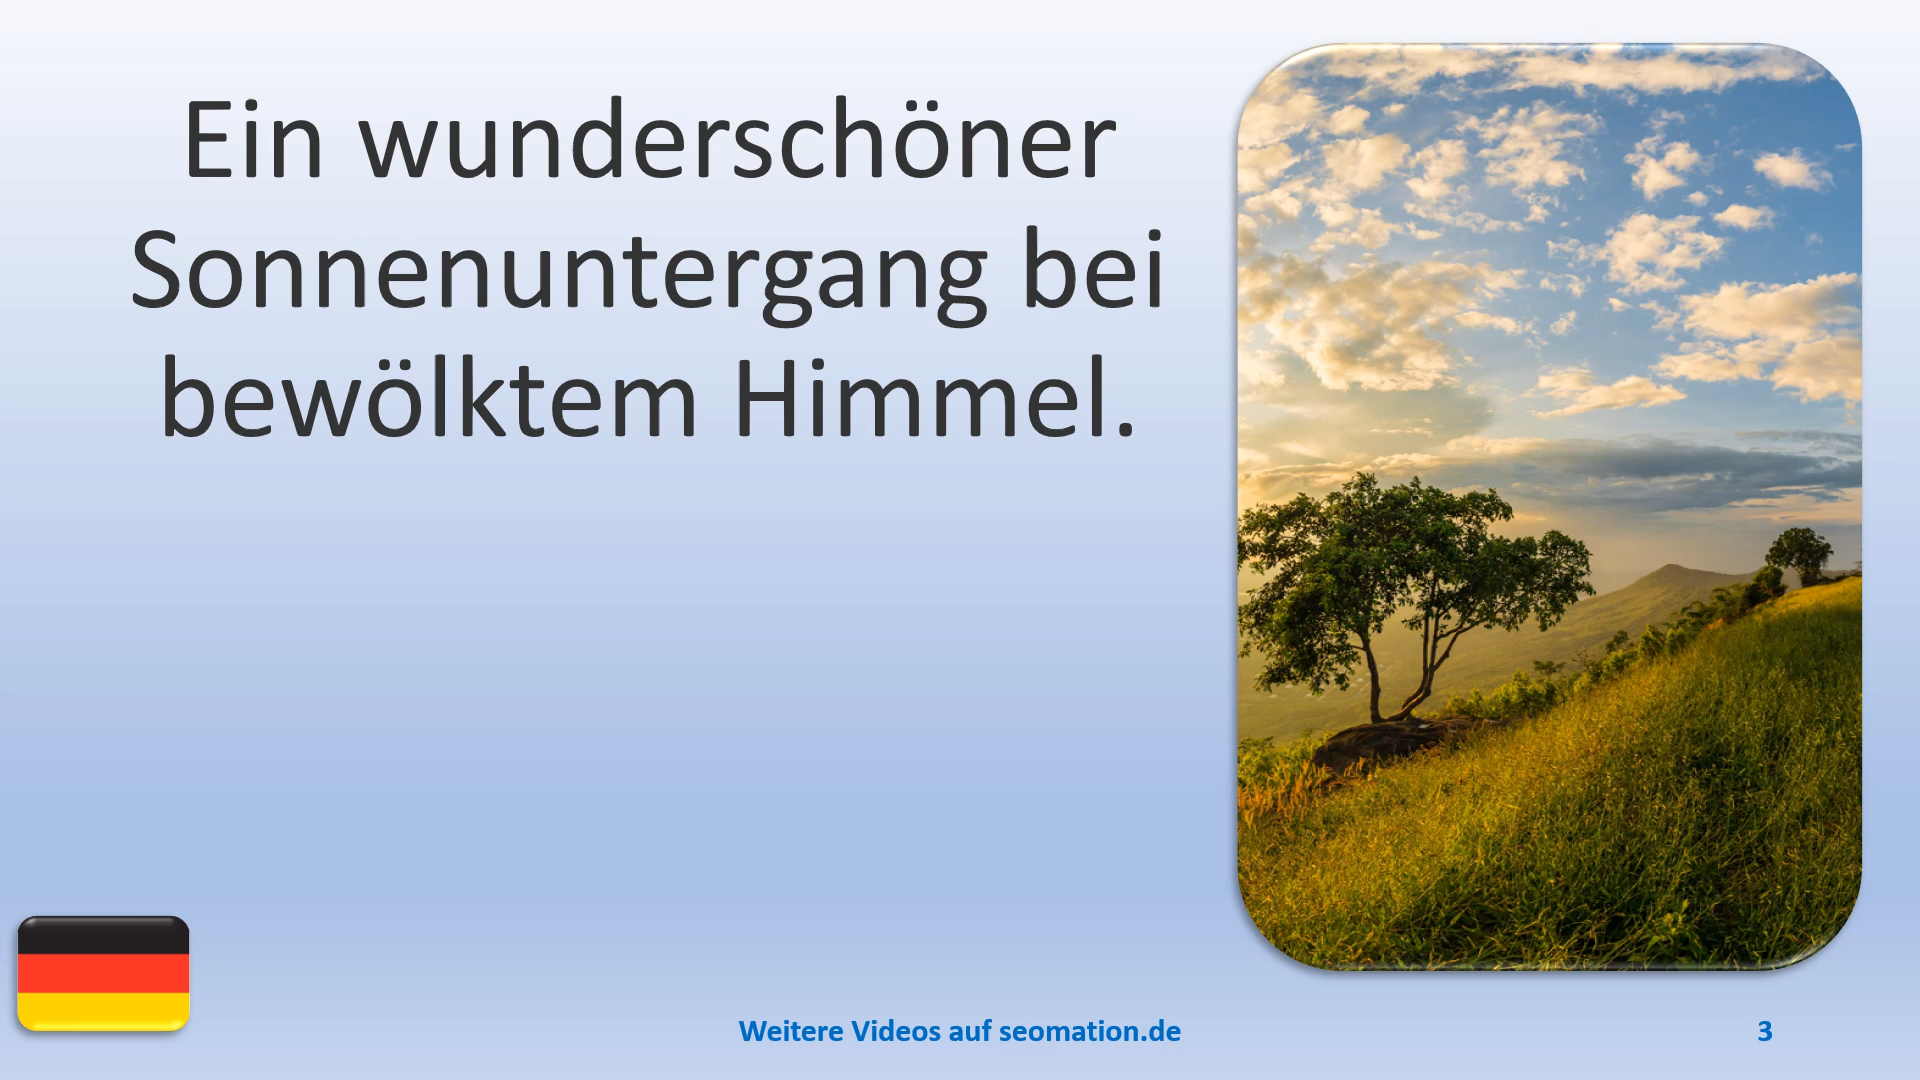 Ein wunderschöner
Sonnenuntergang bei
bewölktem Himmel.
Weitere Videos auf seomation.de
3